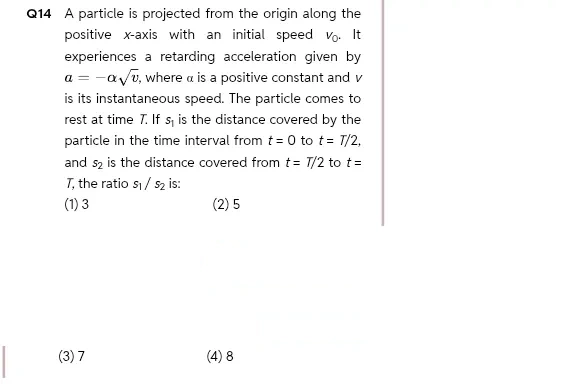 Q14 A particle is projected from the origin along the
positive x-axis with an initial speed v₀. It
experiences a retarding acceleration given by
a = −α√v, where α is a positive constant and v
is its instantaneous speed. The particle comes to
rest at time T. If s₁ is the distance covered by the
particle in the time interval from t = 0 to t = T/2,
and s₂ is the distance covered from t = T/2 to t =
T, the ratio s₁ / s₂ is:
(1) 3 (2) 5
(3) 7 (4) 8